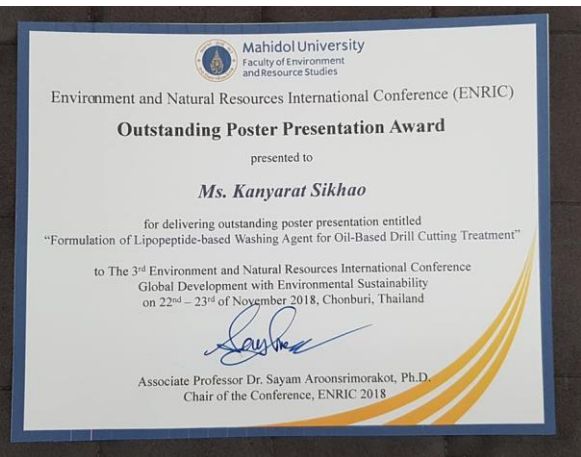 Mahidol University
Faculty of Environment
and Resource Studies
Environment and Natural Resources International Conference (ENRIC)
Outstanding Poster Presentation Award
presented to
Ms. Kanyarat Sikhao
for delivering outstanding poster presentation entitled
“Formulation of Lipopeptide-based Washing Agent for Oil-Based Drill Cutting Treatment”
to The 3rd Environment and Natural Resources International Conference
Global Development with Environmental Sustainability
on 22nd – 23rd of November 2018, Chonburi, Thailand
Associate Professor Dr. Sayam Aroonsrimorakot, Ph.D.
Chair of the Conference, ENRIC 2018